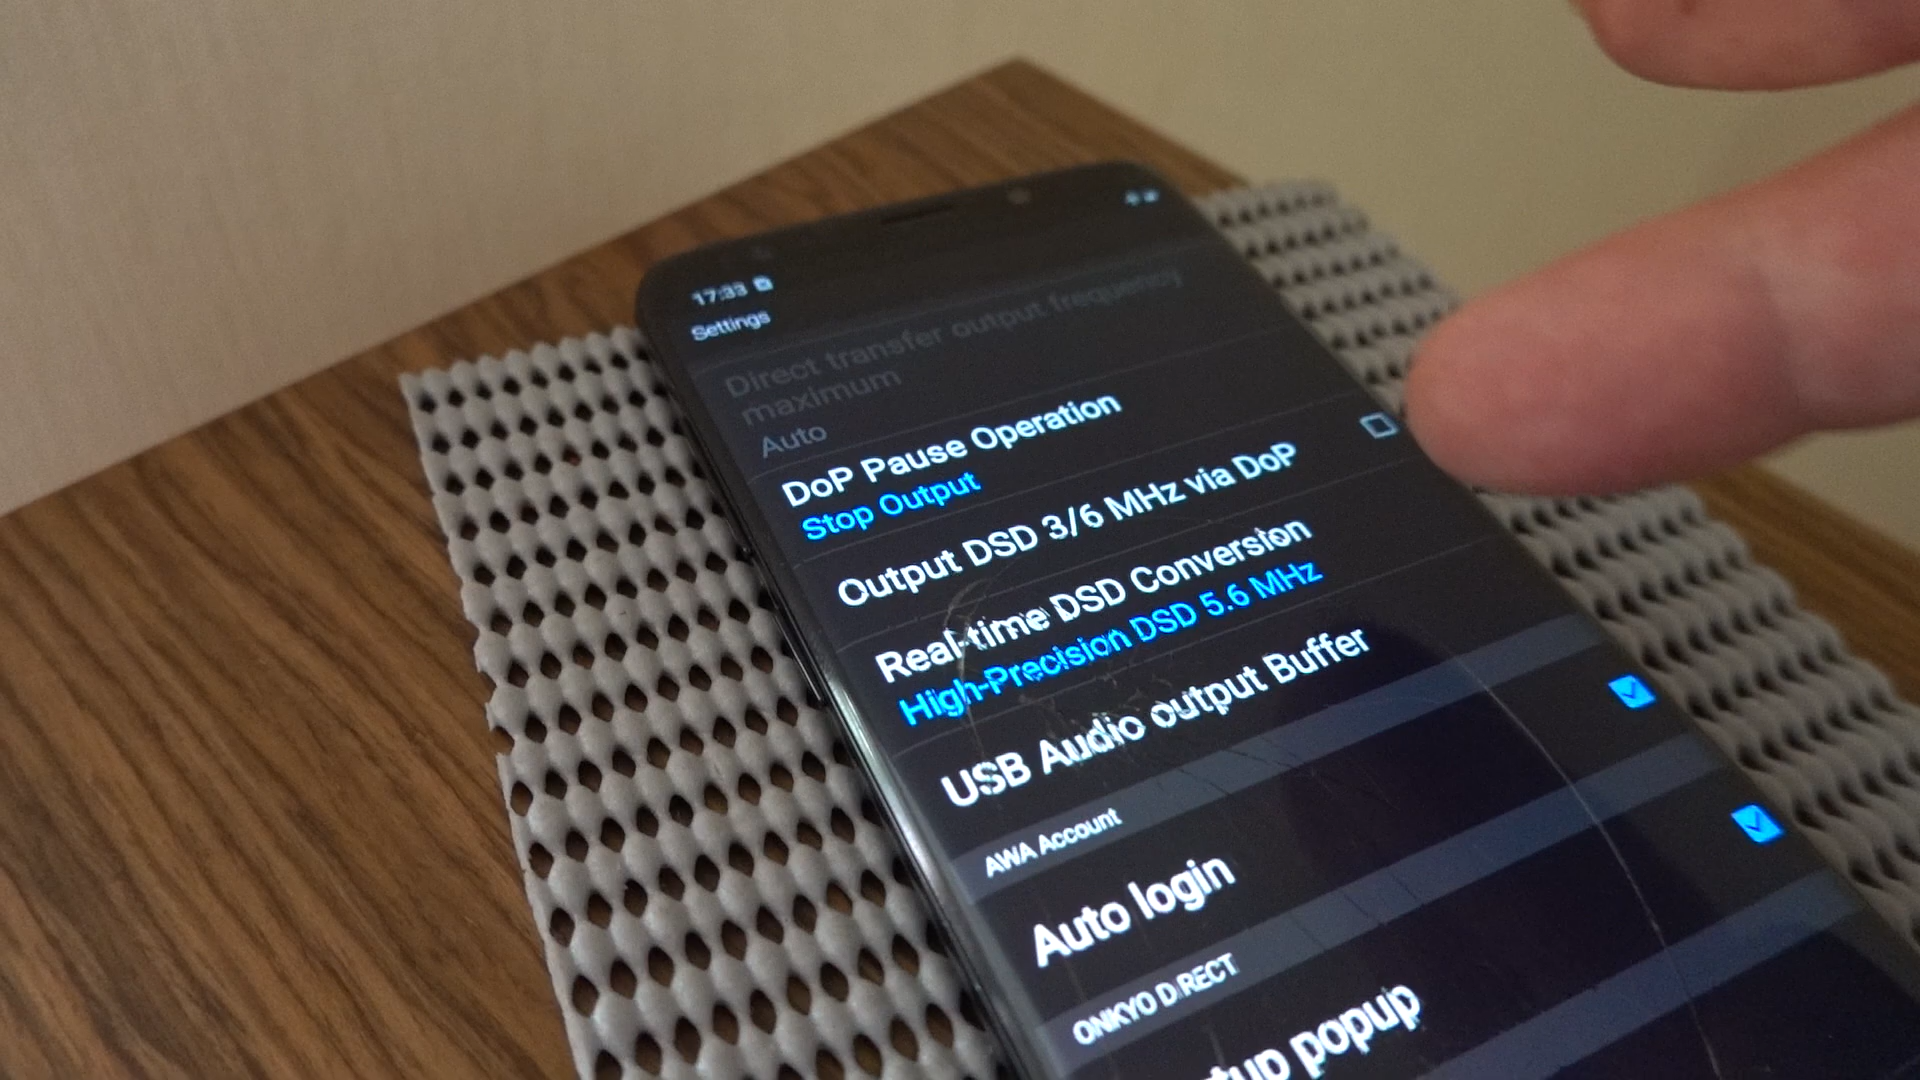 17:33
Settings
Direct transfer output frequency
maximum
Auto
DoP Pause Operation
Stop Output
Output DSD 3/6 MHz via DoP
Real-time DSD Conversion
High-Precision DSD 5.6 MHz
USB Audio output Buffer
AWA Account
Auto login
ONKYO DIRECT
popup